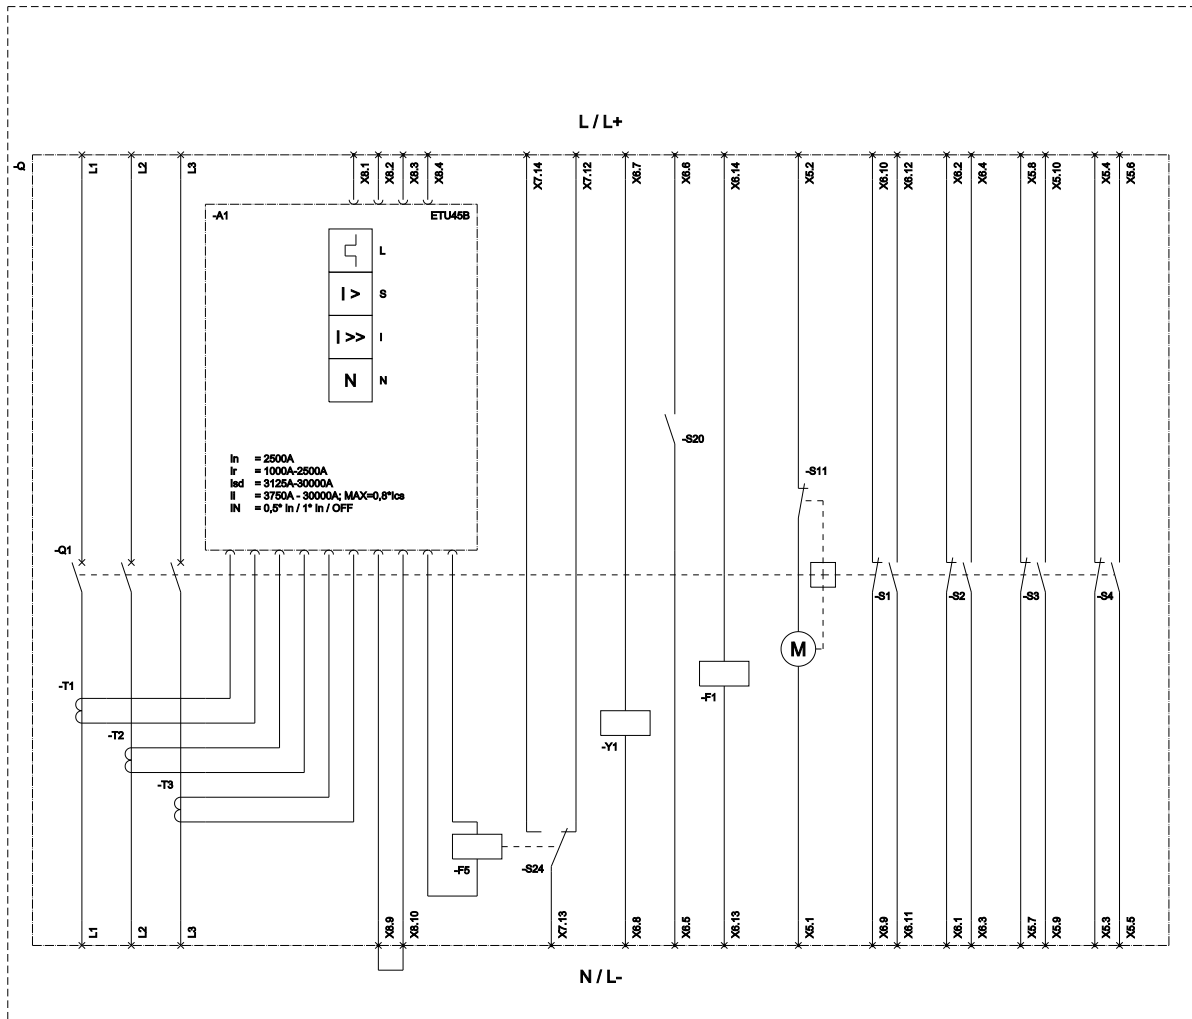 L / L+
-Q
L1
L2
L3
X8.1
X8.2
X8.3
X8.4
X7.14
X7.12
X6.7
X6.6
X6.14
X5.2
X6.10
X6.12
X6.2
X6.4
X5.8
X5.10
X5.4
X5.6
-A1
ETU45B
L
I >
S
I >>
I
N
N
In = 2500A
Ir = 1000A-2500A
Isd = 3125A-30000A
Ii = 3750A - 30000A; MAX=0,8*Ics
IN = 0,5* In / 1* In / OFF
-S20
-S11
-Q1
-S1
-S2
-S3
-S4
M
-T1
-F1
-T2
-Y1
-T3
-F5
-S24
L1
L2
L3
X8.9
X8.10
X7.13
X6.8
X6.5
X6.13
X5.1
X6.9
X6.11
X6.1
X6.3
X5.7
X5.9
X5.3
X5.5
N / L-